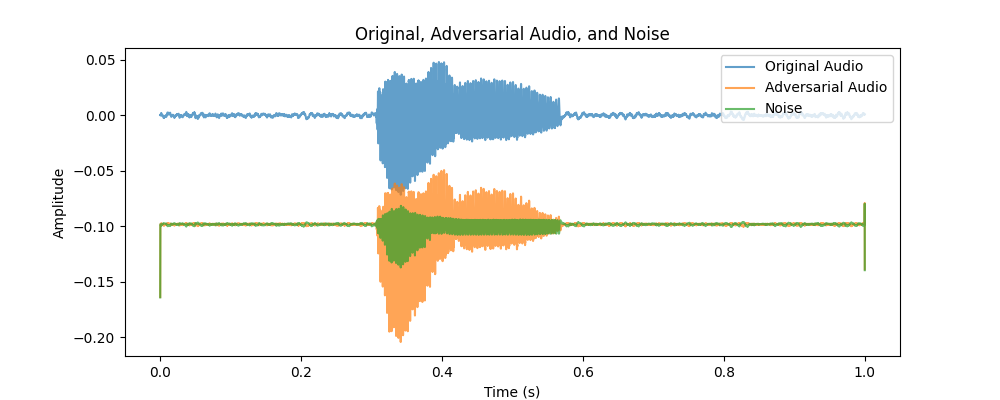 Original, Adversarial Audio, and Noise
Original Audio
Adversarial Audio
Noise
0.05
0.00
−0.05
−0.10
−0.15
−0.20
Amplitude
0.0 0.2 0.4 0.6 0.8 1.0
Time (s)